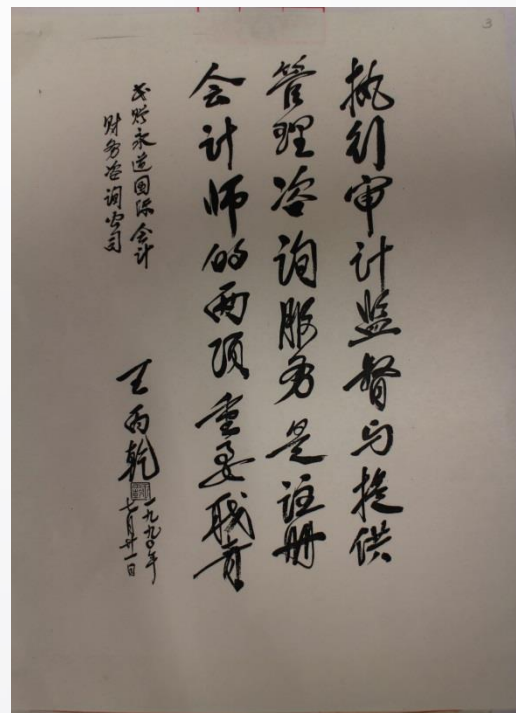 执行审计监督与提供
管理咨询服务是注册
会计师的两项重要职责
永道国际会计
财务咨询公司
王丙乾
一九九〇年
七月廿一日
3